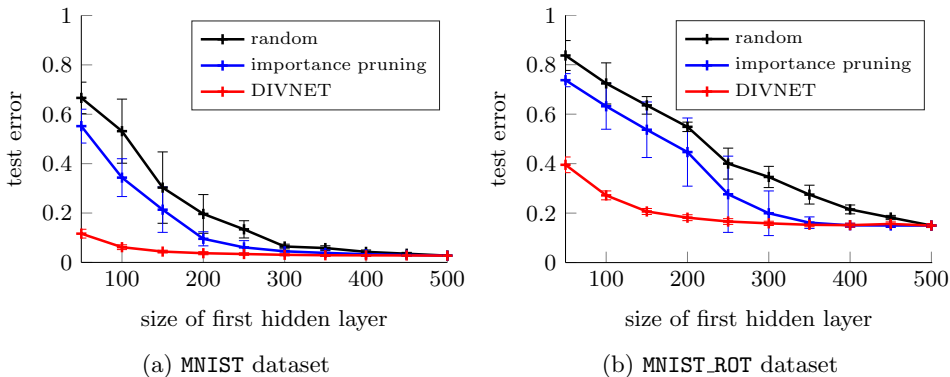 1
0.8
0.6
0.4
0.2
0
100
200
300
400
500
test error
size of first hidden layer
random
importance pruning
DIVNET
(a) MNIST dataset
1
0.8
0.6
0.4
0.2
0
100
200
300
400
500
test error
size of first hidden layer
random
importance pruning
DIVNET
(b) MNIST_ROT dataset